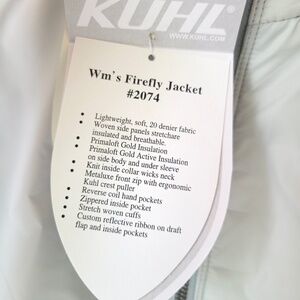 KUHL
WWW.KUHL.COM
Wm's Firefly Jacket
#2074
Lightweight, soft, 20 denier fabric
Woven side panels stretchare
insulated and breathable.
Primaloft Gold Insulation
Primaloft Gold Active Insulation
on side body and under sleeve
Knit inside collar wicks neck
Metaluxe front zip with ergonomic
Kuhl crest puller
Reverse coil hand pockets
Zippered inside pocket
Stretch woven cuffs
Custom reflective ribbon on draft
flap and inside pockets